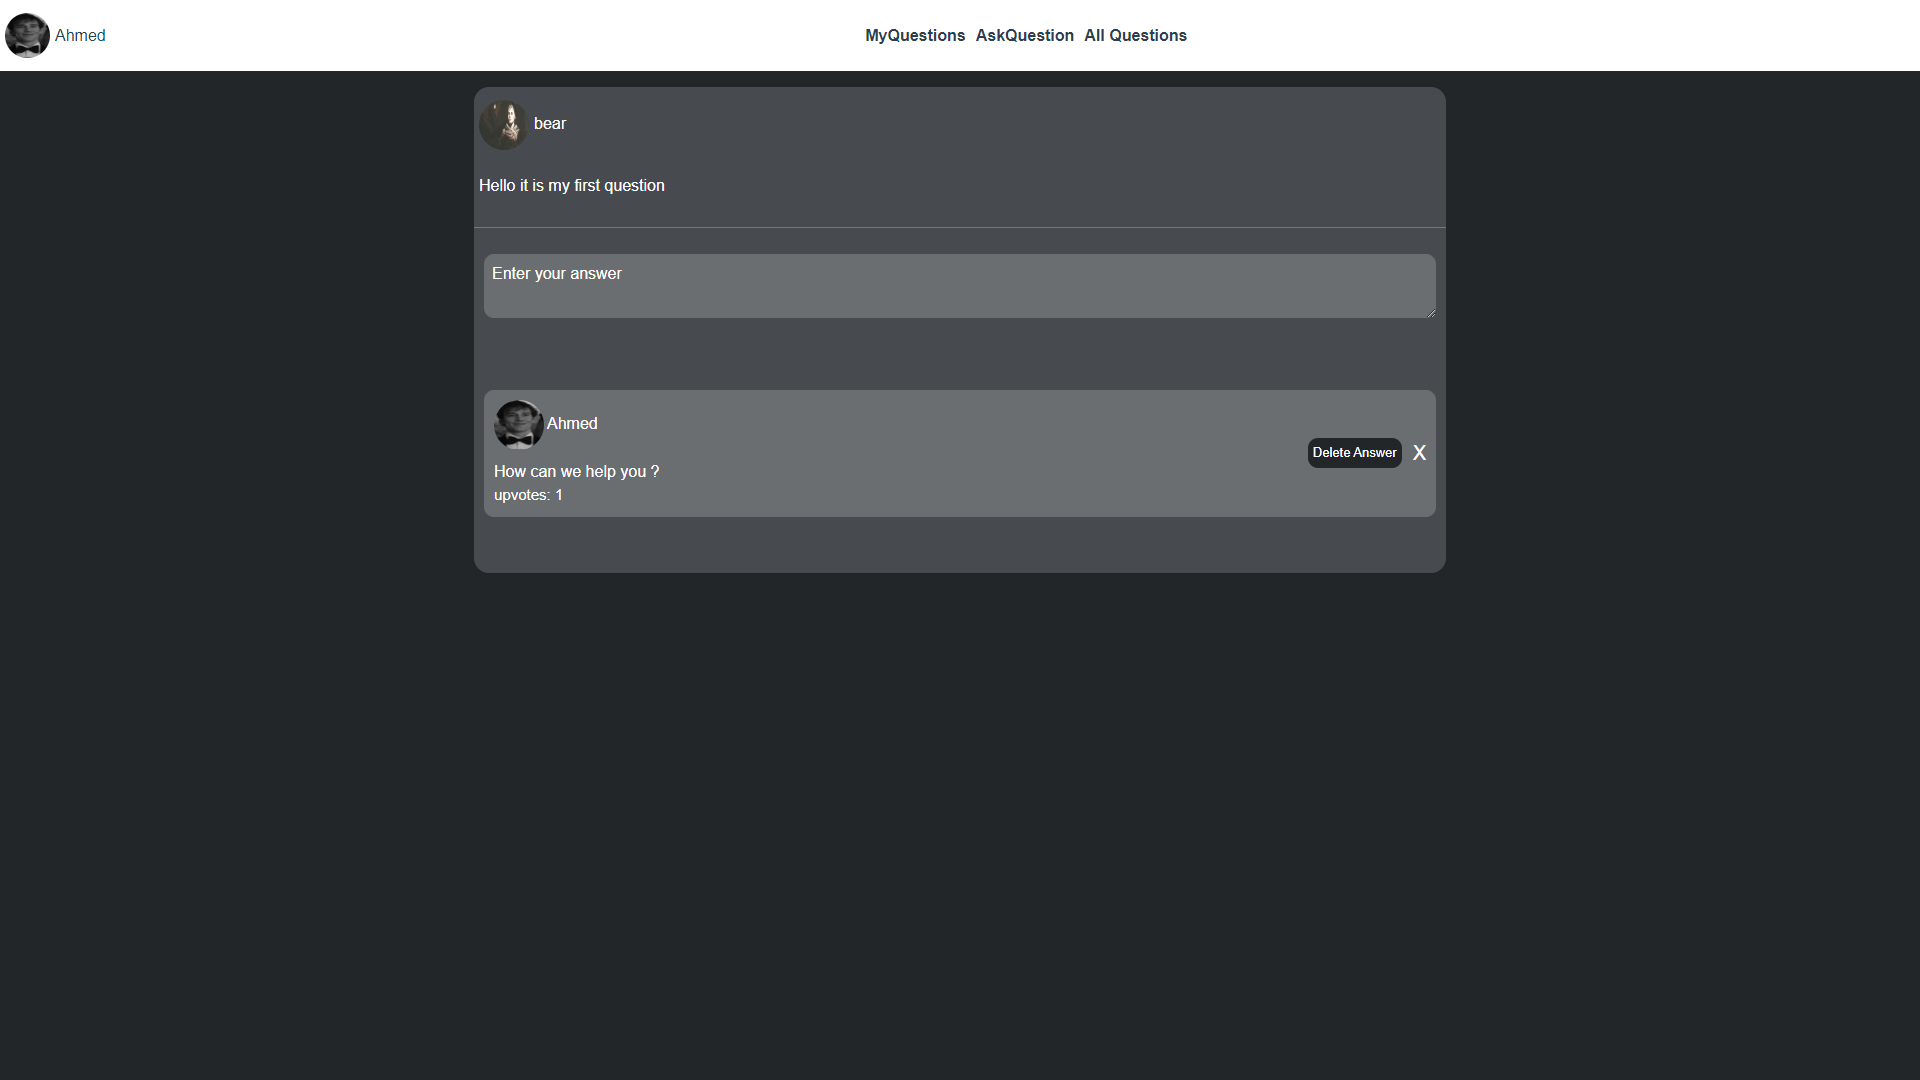 Ahmed
MyQuestions AskQuestion All Questions
bear
Hello it is my first question
Enter your answer
Ahmed
Delete Answer X
How can we help you ?
upvotes: 1